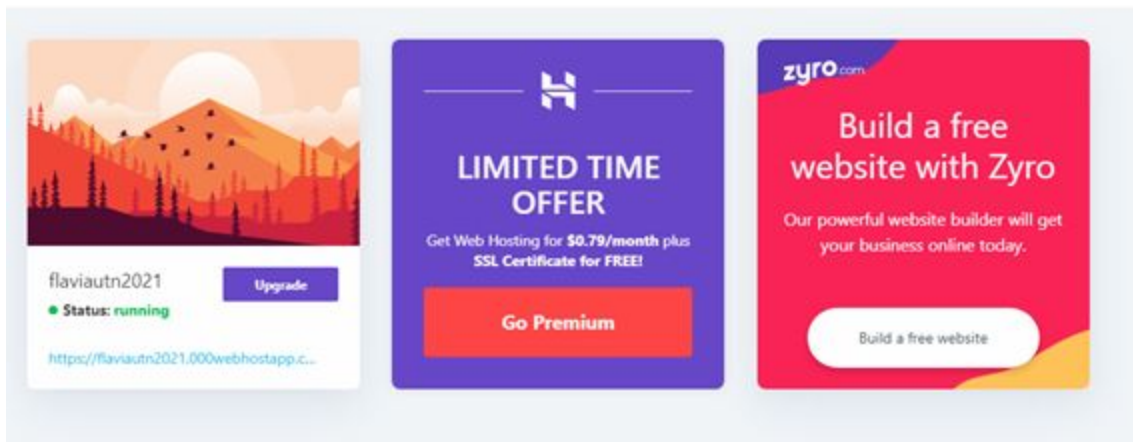 flaviautn2021
Upgrade
Status: running
https://flaviautn2021.000webhostapp.c...
LIMITED TIME
OFFER
Get Web Hosting for $0.79/month plus
SSL Certificate for FREE!
Go Premium
zyro.com
Build a free
website with Zyro
Our powerful website builder will get
your business online today.
Build a free website